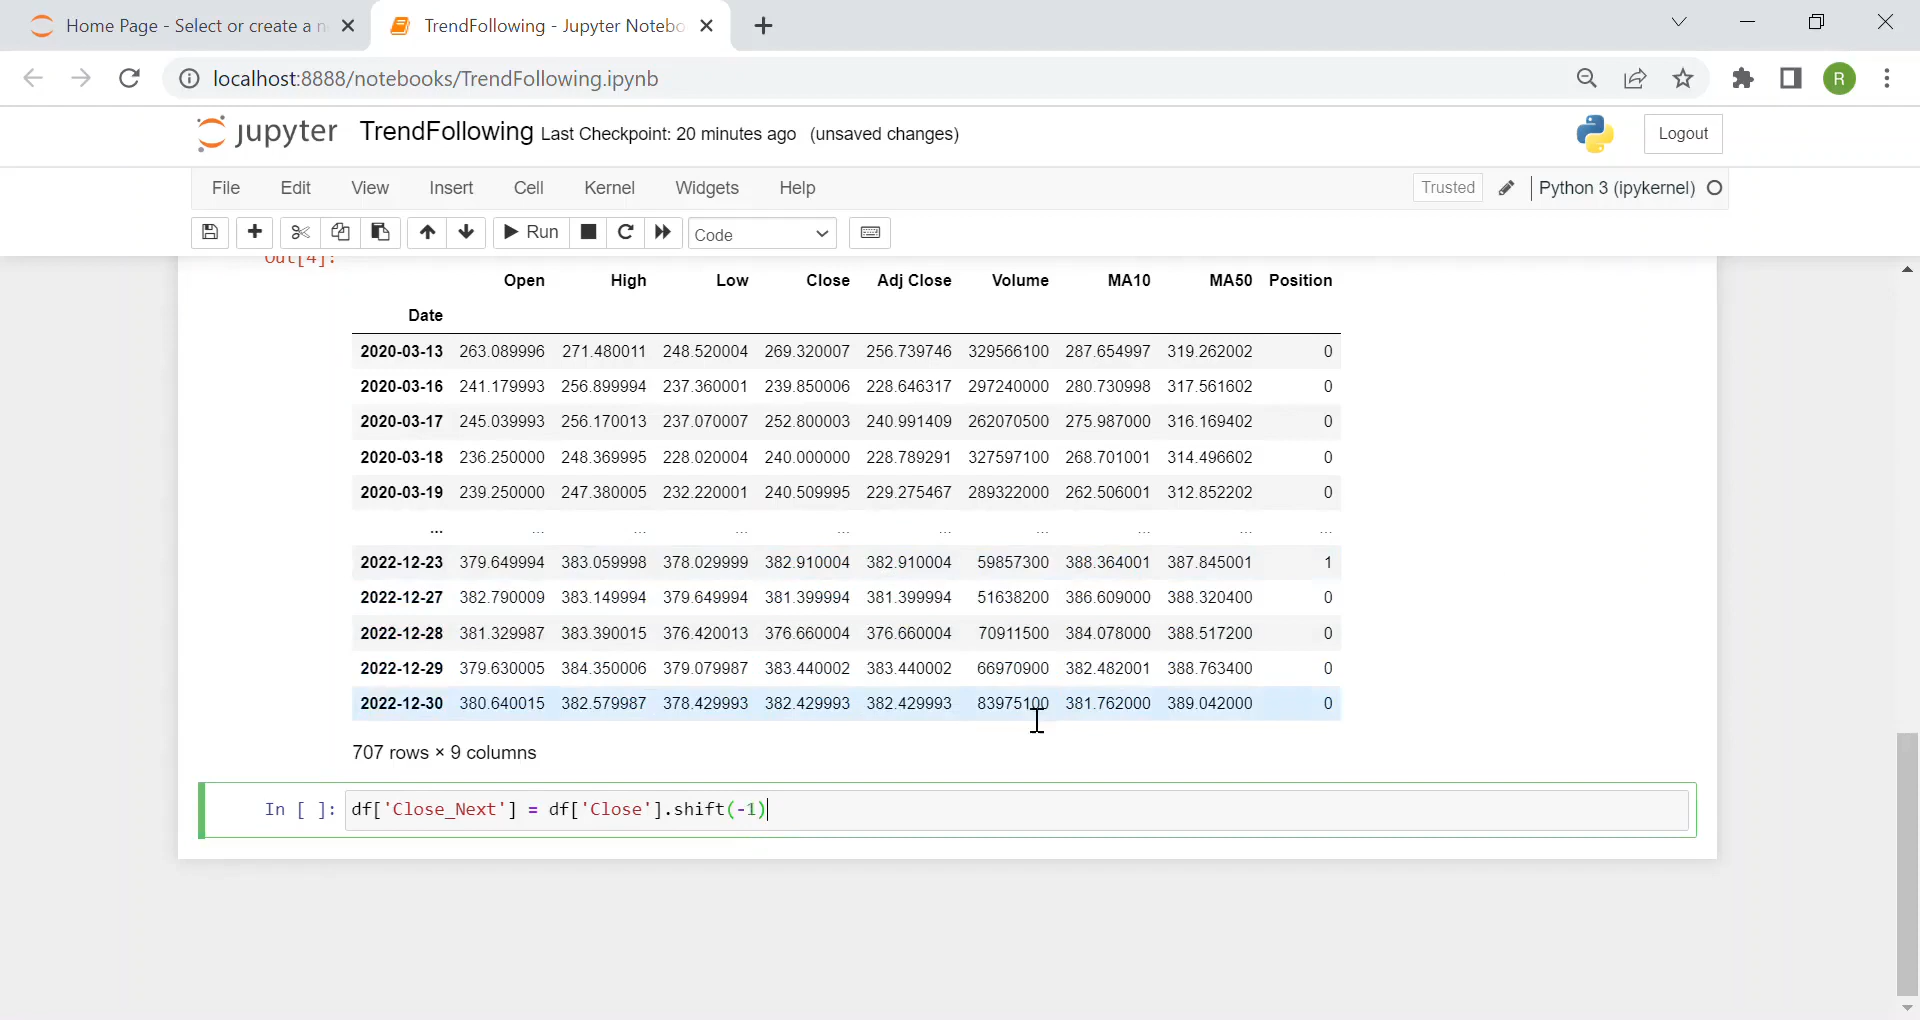 Home Page - Select or create a n
TrendFollowing - Jupyter Notebo
localhost:8888/notebooks/TrendFollowing.ipynb
R
jupyter TrendFollowing Last Checkpoint: 20 minutes ago (unsaved changes)
Logout
File Edit View Insert Cell Kernel Widgets Help
Trusted Python 3 (ipykernel)
Run Code
Out[4]:
Open High Low Close Adj Close Volume MA10 MA50 Position
Date
2020-03-13 263.089996 271.480011 248.520004 269.320007 256.739746 329566100 287.654997 319.262002 0
2020-03-16 241.179993 256.899994 237.360001 239.850006 228.646317 297240000 280.730998 317.561602 0
2020-03-17 245.039993 256.170013 237.070007 252.800003 240.991409 262070500 275.987000 316.169402 0
2020-03-18 236.250000 248.369995 228.020004 240.000000 228.789291 327597100 268.701001 314.496602 0
2020-03-19 239.250000 247.380005 232.220001 240.509995 229.275467 289322000 262.506001 312.852202 0
... ... ... ... ... ... ... ... ... ...
2022-12-23 379.649994 383.059998 378.029999 382.910004 382.910004 59857300 388.364001 387.845001 1
2022-12-27 382.790009 383.149994 379.649994 381.399994 381.399994 51638200 386.609000 388.320400 0
2022-12-28 381.329987 383.390015 376.420013 376.660004 376.660004 70911500 384.078000 388.517200 0
2022-12-29 379.630005 384.350006 379.079987 383.440002 383.440002 66970900 382.482001 388.763400 0
2022-12-30 380.640015 382.579987 378.429993 382.429993 382.429993 83975100 381.762000 389.042000 0
707 rows × 9 columns
In [ ]: df['Close_Next'] = df['Close'].shift(-1)